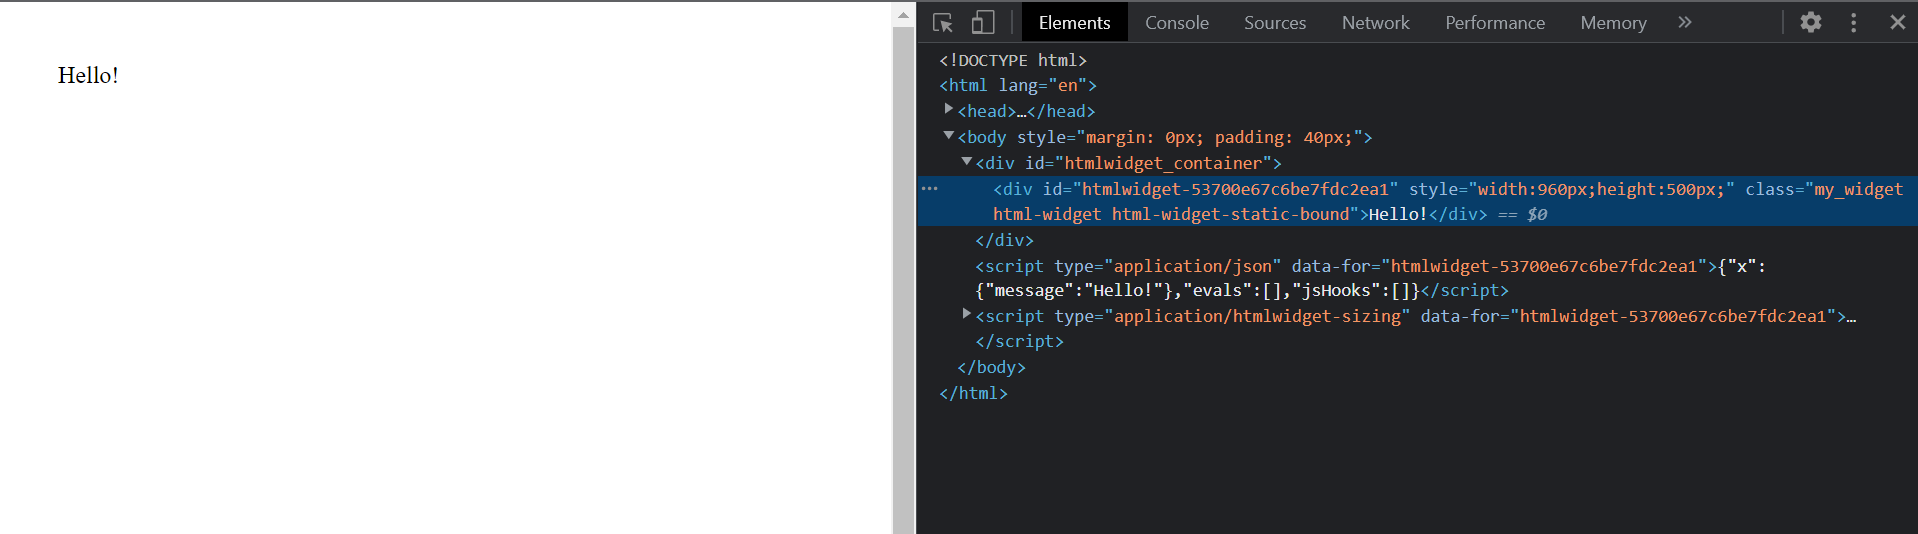 Hello!
Elements Console Sources Network Performance Memory
<!DOCTYPE html>
<html lang="en">
<head>…</head>
<body style="margin: 0px; padding: 40px;">
<div id="htmlwidget_container">
<div id="htmlwidget-53700e67c6be7fdc2ea1" style="width:960px;height:500px;" class="my_widget
html-widget html-widget-static-bound">Hello!</div> == $0
</div>
<script type="application/json" data-for="htmlwidget-53700e67c6be7fdc2ea1">{"x":
{"message":"Hello!"},"evals":[],"jsHooks":[]}</script>
<script type="application/htmlwidget-sizing" data-for="htmlwidget-53700e67c6be7fdc2ea1">…
</script>
</body>
</html>